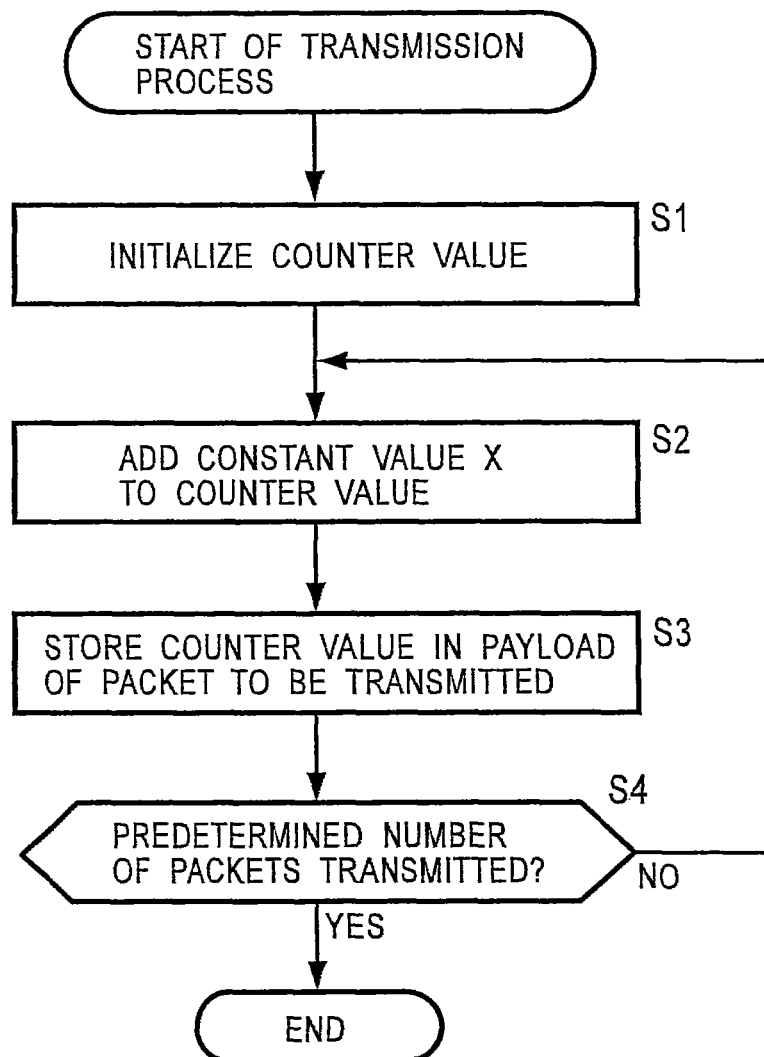 START OF TRANSMISSION
PROCESS
S1
INITIALIZE COUNTER VALUE
S2
ADD CONSTANT VALUE X
TO COUNTER VALUE
S3
STORE COUNTER VALUE IN PAYLOAD
OF PACKET TO BE TRANSMITTED
S4
PREDETERMINED NUMBER
OF PACKETS TRANSMITTED?
NO
YES
END